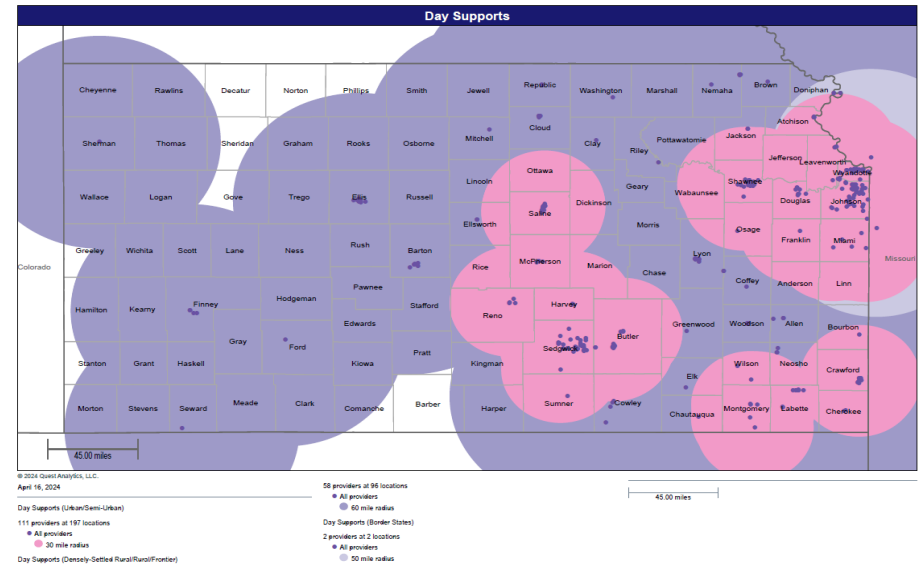 Day Supports
Cheyenne Rawlins Decatur Norton Phillips Smith Jewell Republic Washington Marshall Nemaha Brown Doniphan
Atchison
Sherman Thomas Sheridan Graham Rooks Osborne Mitchell Cloud Clay Riley Pottawatomie Jackson
Jefferson Leavenworth
Wyandotte
Wallace Logan Gove Trego Ellis Russell Lincoln Ottawa Geary Wabaunsee Shawnee Douglas Johnson
Saline Dickinson
Ellsworth Morris Osage
Greeley Wichita Scott Lane Ness Rush Barton Franklin Miami
Lyon
Colorado Rice McPherson Marion Chase Missouri
Pawnee Coffey Anderson Linn
Hamilton Kearny Finney Hodgeman Stafford Reno Harvey
Edwards Greenwood Woodson Allen Bourbon
Gray Ford Butler
Stanton Grant Haskell Kiowa Pratt Kingman Sedgwick Wilson Neosho Crawford
Elk
Morton Stevens Seward Meade Clark Comanche Barber Harper Sumner Cowley Chautauqua Montgomery Labette Cherokee
45.00 miles
© 2024 Quest Analytics, LLC.
April 16, 2024
Day Supports (Urban/Semi-Urban)
111 providers at 197 locations
All providers
30 mile radius
Day Supports (Densely-Settled Rural/Rural/Frontier)
58 providers at 96 locations
All providers
60 mile radius
Day Supports (Border States)
2 providers at 2 locations
All providers
50 mile radius
45.00 miles